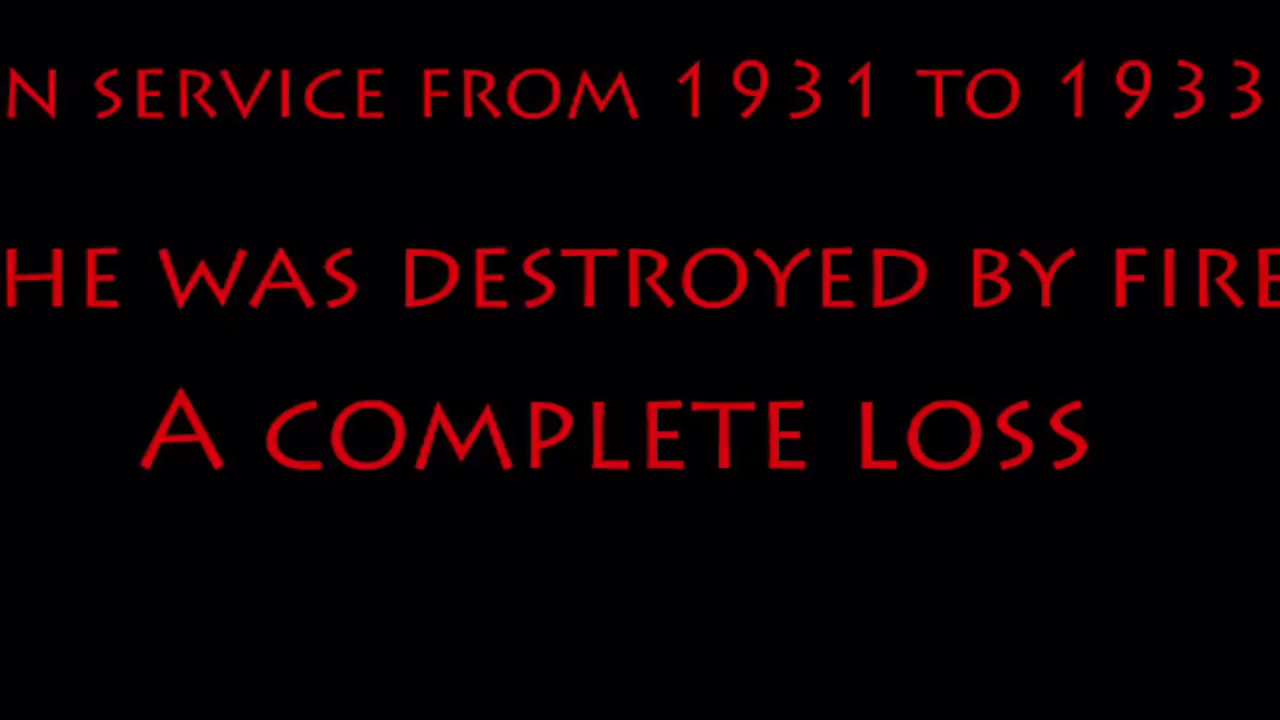 N SERVICE FROM 1931 TO 1933
HE WAS DESTROYED BY FIRE
A COMPLETE LOSS